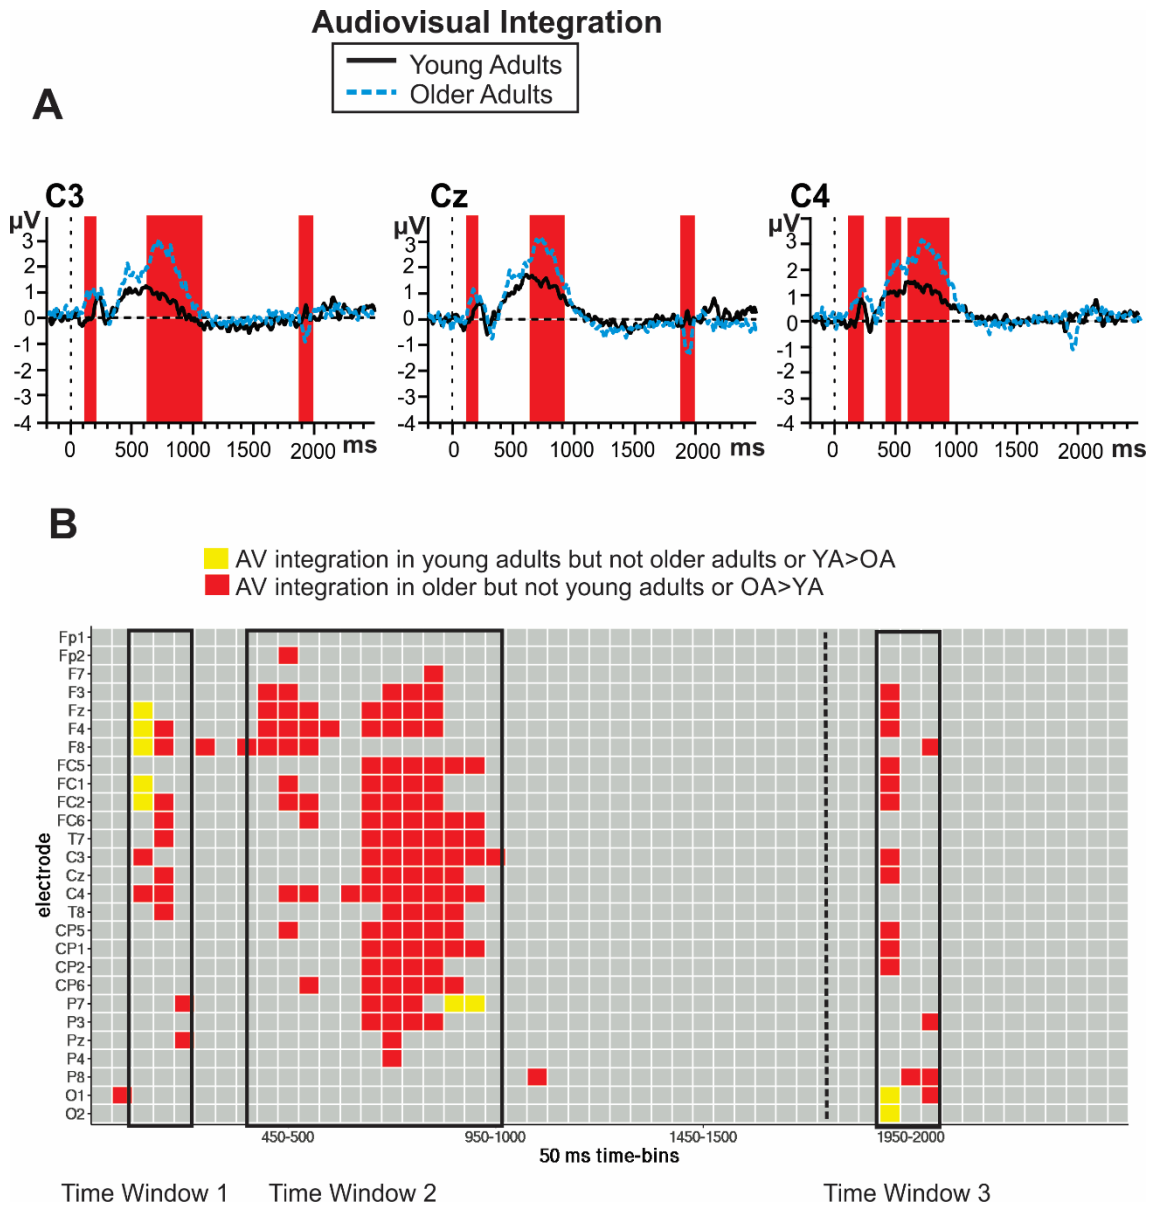 Audiovisual Integration
Young Adults
Older Adults
A
C3
Cz
C4
µV
µV
µV
3
2
1
0
-1
-2
-3
-4
3
2
1
0
-1
-2
-3
-4
3
2
1
0
-1
-2
-3
-4
0 500 1000 1500 2000 ms
0 500 1000 1500 2000 ms
0 500 1000 1500 2000 ms
B
AV integration in young adults but not older adults or YA>OA
AV integration in older but not young adults or OA>YA
electrode
Fp1
Fp2
F7
F3
Fz
F4
F8
FC5
FC1
FC2
FC6
T7
C3
Cz
C4
T8
CP5
CP1
CP2
CP6
P7
P3
Pz
P4
P8
O1
O2
450-500 950-1000 1450-1500 1950-2000
50 ms time-bins
Time Window 1 Time Window 2 Time Window 3